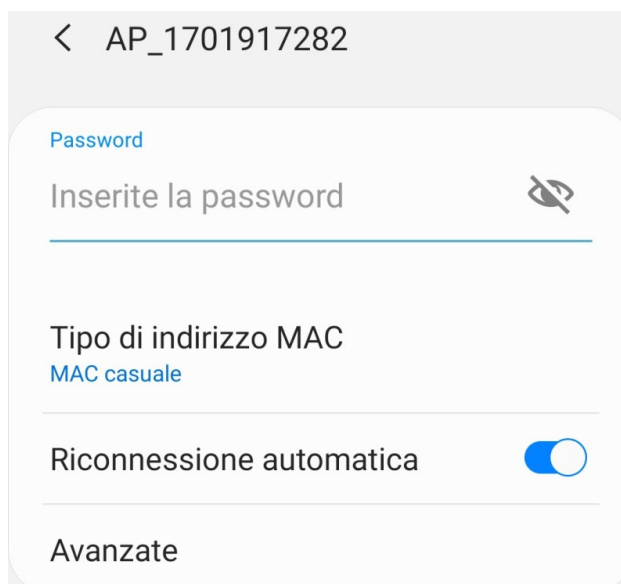 AP_1701917282
Password
Inserite la password
Tipo di indirizzo MAC
MAC casuale
Riconnessione automatica
Avanzate